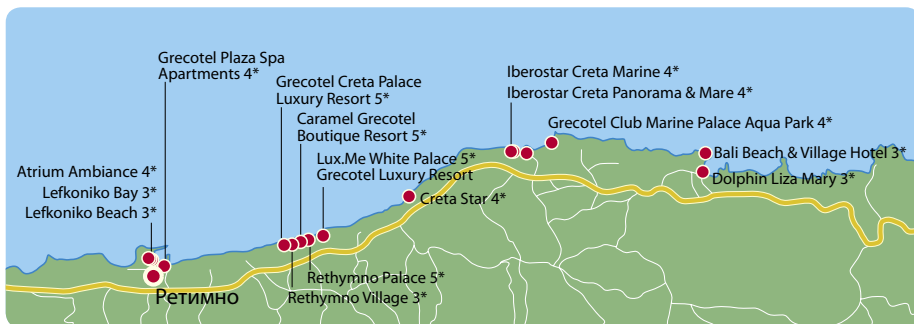 Grecotel Plaza Spa
Apartments 4*
Grecotel Creta Palace
Luxury Resort 5*
Caramel Grecotel
Boutique Resort 5*
Lux.Me White Palace 5*
Grecotel Luxury Resort
Iberostar Creta Marine 4*
Iberostar Creta Panorama & Mare 4*
Grecotel Club Marine Palace Aqua Park 4*
Bali Beach & Village Hotel 3*
Dolphin Liza Mary 3*
Atrium Ambiance 4*
Lefkoniko Bay 3*
Lefkoniko Beach 3*
Creta Star 4*
Rethymno Palace 5*
Rethymno Village 3*
Ретимно